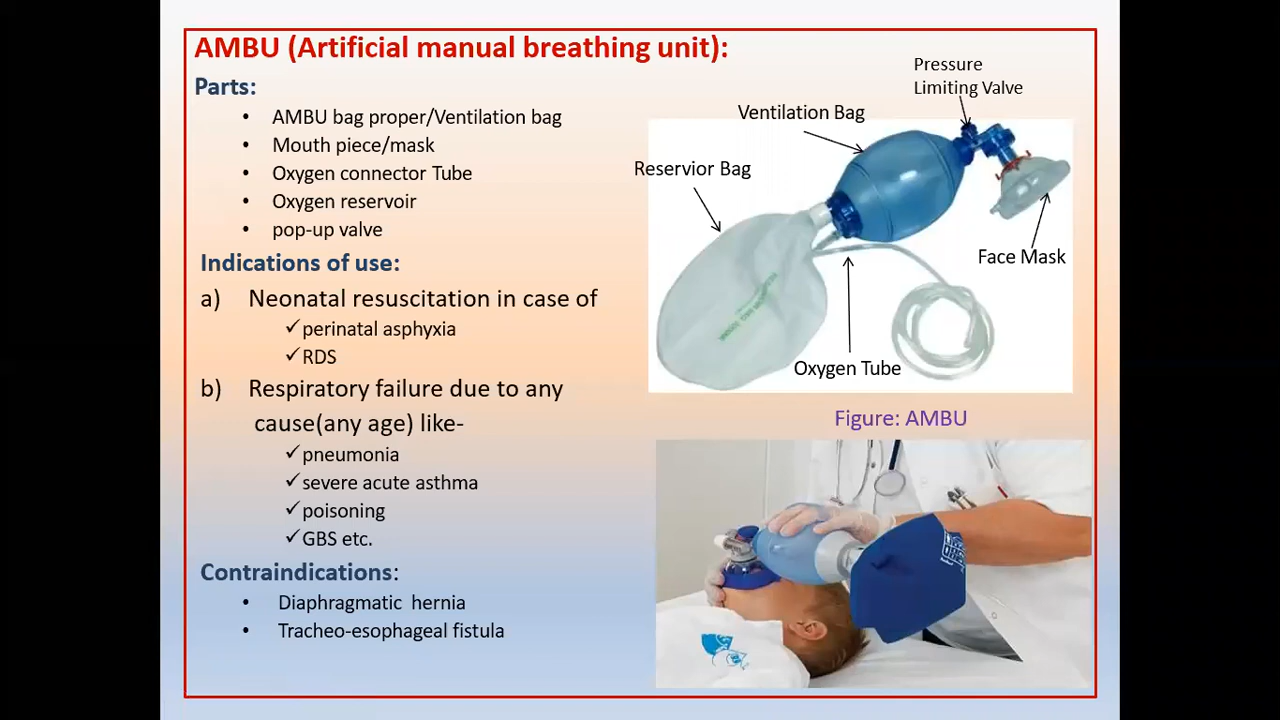 AMBU (Artificial manual breathing unit):
Parts:
• AMBU bag proper/Ventilation bag
• Mouth piece/mask
• Oxygen connector Tube
• Oxygen reservoir
• pop-up valve
Indications of use:
a) Neonatal resuscitation in case of
✓perinatal asphyxia
✓RDS
b) Respiratory failure due to any
cause(any age) like-
✓pneumonia
✓severe acute asthma
✓poisoning
✓GBS etc.
Contraindications:
• Diaphragmatic hernia
• Tracheo-esophageal fistula
Pressure
Limiting Valve
Ventilation Bag
Reservior Bag
Face Mask
Oxygen Tube
Figure: AMBU